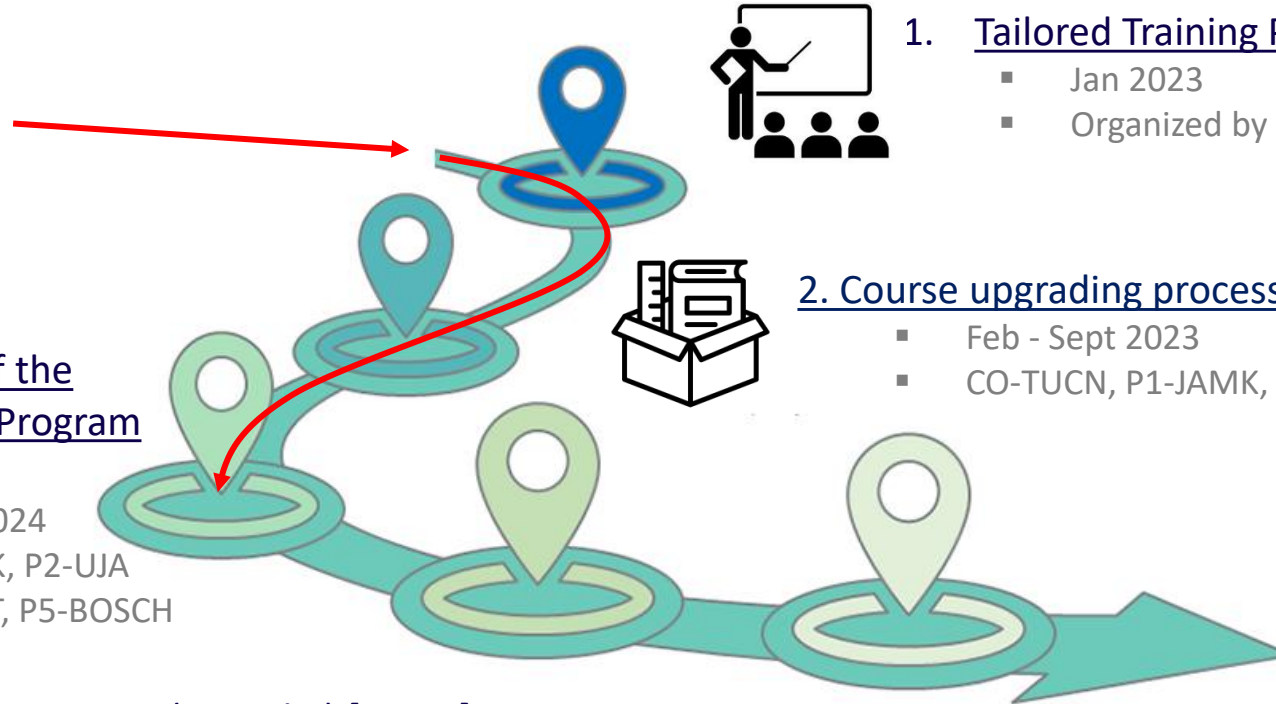 1. Tailored Training
▪ Jan 2023
▪ Organized by
2. Course upgrading process
▪ Feb - Sept 2023
▪ CO-TUCN, P1-JAMK,
the
Program
024
P2-UJA
P5-BOSCH